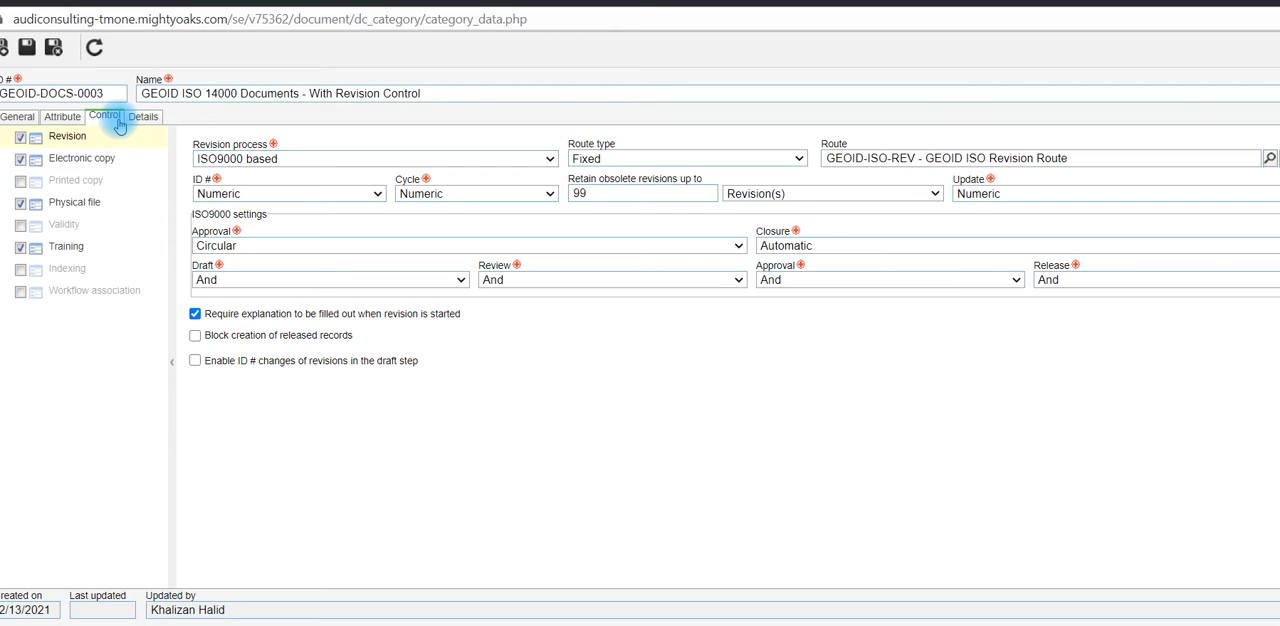 audiconsulting-tmone.mightyoaks.com/se/v75362/document/dc_category/category_data.php
# Name
GEOID-DOCS-0003 GEOID ISO 14000 Documents - With Revision Control
General Attribute Control Details
Revision
Electronic copy
Printed copy
Physical file
Validity
Training
Indexing
Workflow association
Revision process Route type Route
ISO9000 based Fixed GEOID-ISO-REV - GEOID ISO Revision Route
ID # Cycle Retain obsolete revisions up to Update
Numeric Numeric 99 Revision(s) Numeric
ISO9000 settings
Approval Closure
Circular Automatic
Draft Review Approval Release
And And And And
Require explanation to be filled out when revision is started
Block creation of released records
Enable ID # changes of revisions in the draft step
reated on Last updated Updated by
2/13/2021 Khalizan Halid